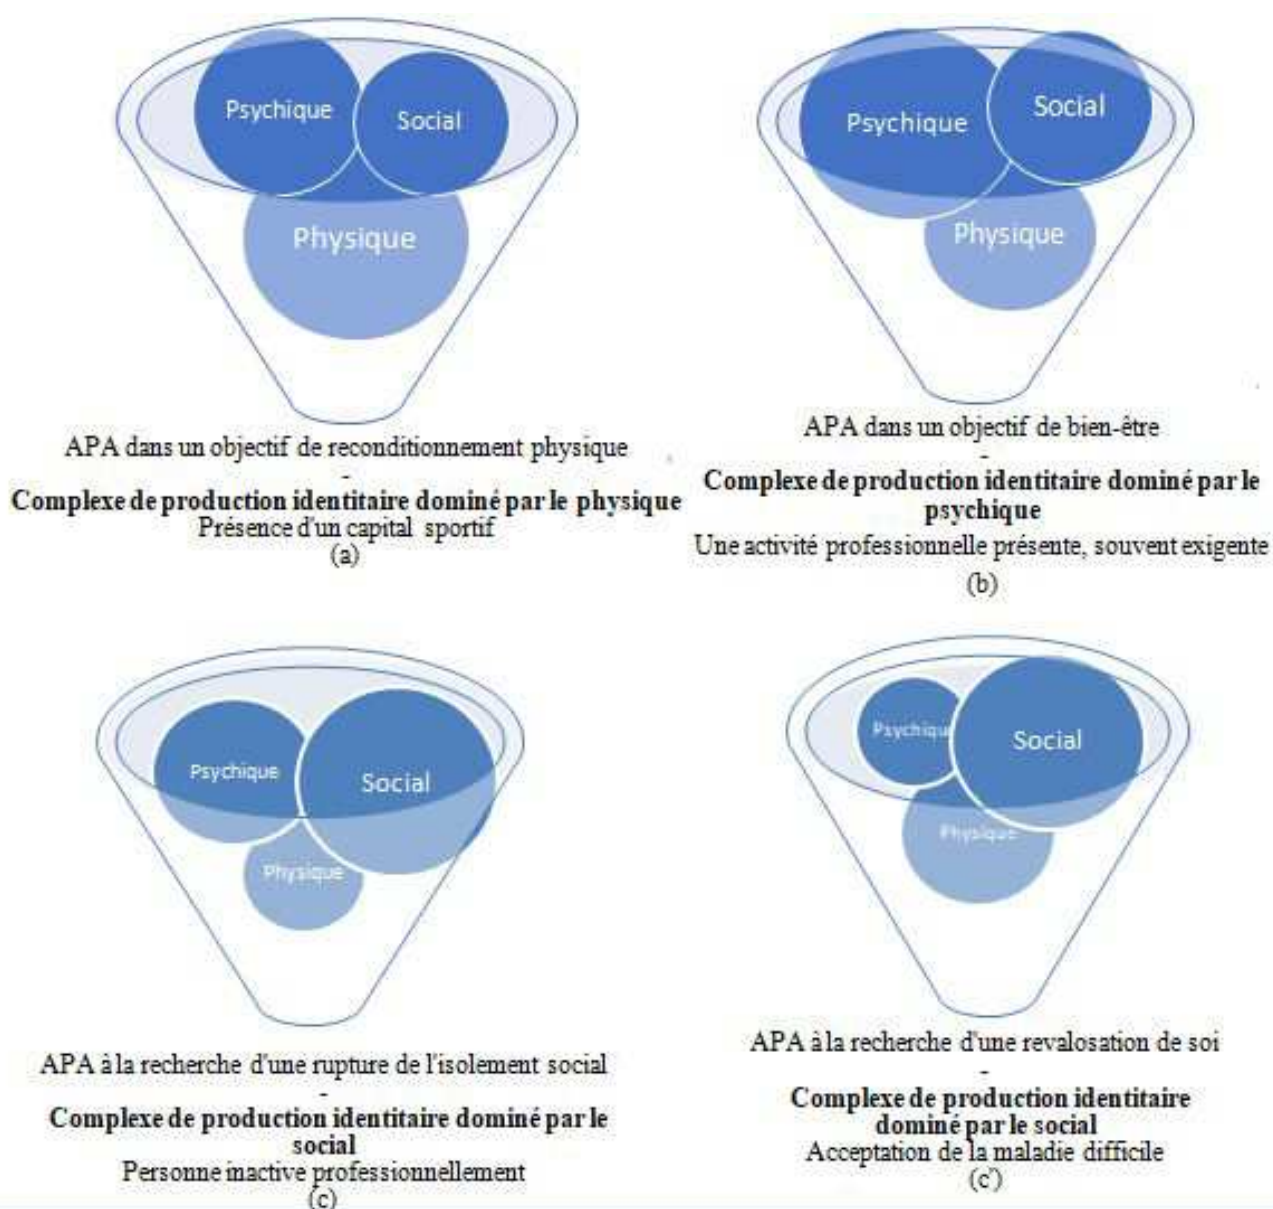 Psychique
Social
Physique
APA dans un objectif de reconditionnement physique
-
Complexe de production identitaire dominé par le physique
Présence d'un capital sportif
(a)
Psychique
Social
Physique
APA dans un objectif de bien-être
-
Complexe de production identitaire dominé par le
psychique
Une activité professionnelle présente, souvent exigente
(b)
Psychique
Social
Physique
APA à la recherche d'une rupture de l'isolement social
-
Complexe de production identitaire dominé par le
social
Personne inactive professionnellement
(c)
Psychique
Social
Physique
APA à la recherche d'une revalosation de soi
-
Complexe de production identitaire
dominé par le social
Acceptation de la maladie difficile
(c')